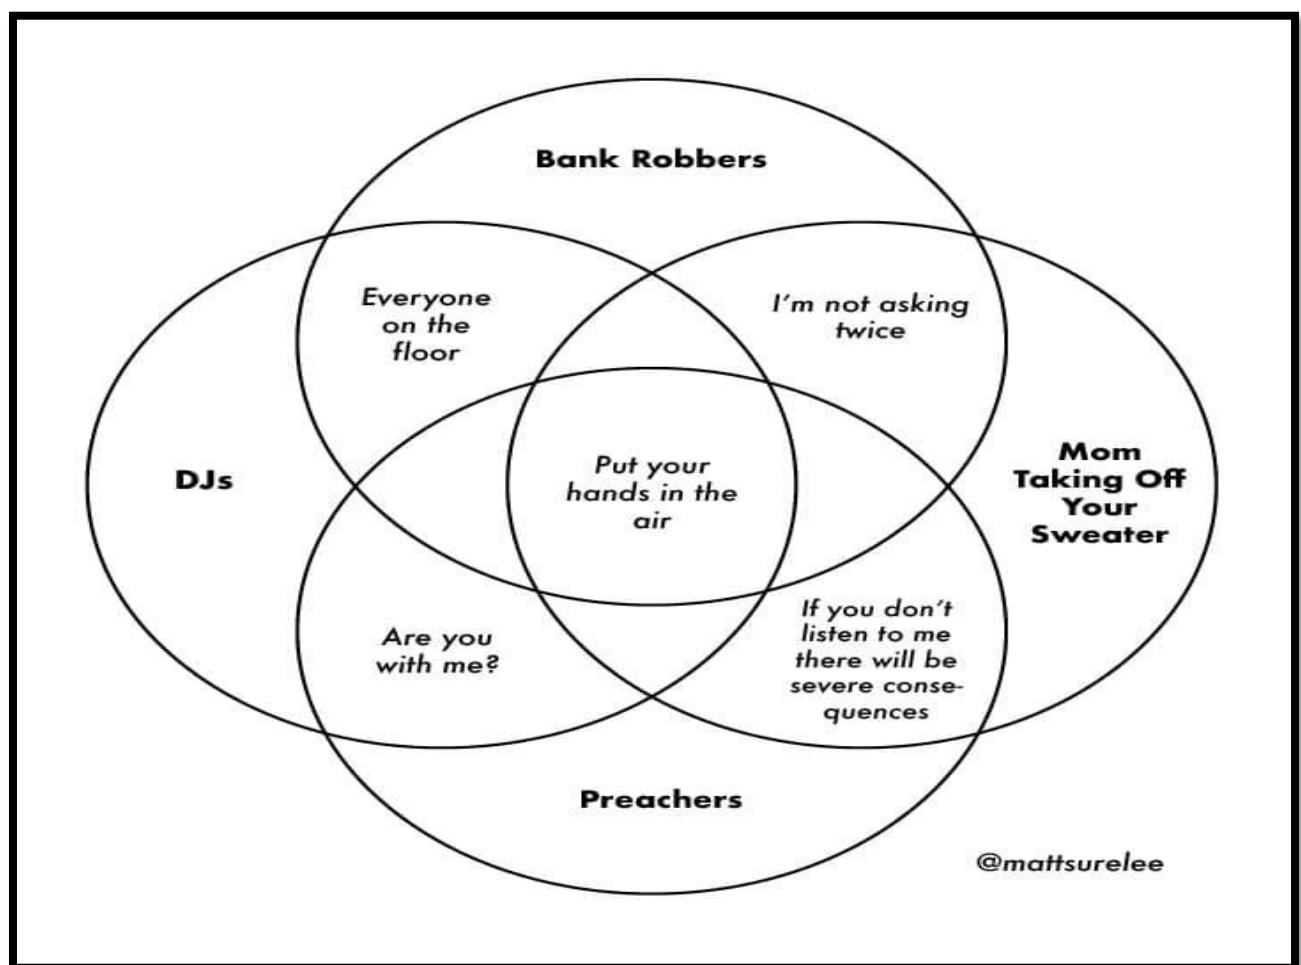 Bank Robbers
Everyone
on the
floor
I'm not asking
twice
DJs
Put your
hands in the
air
Mom
Taking Off
Your
Sweater
Are you
with me?
If you don't
listen to me
there will be
severe conse-
quences
Preachers
@mattsurelee